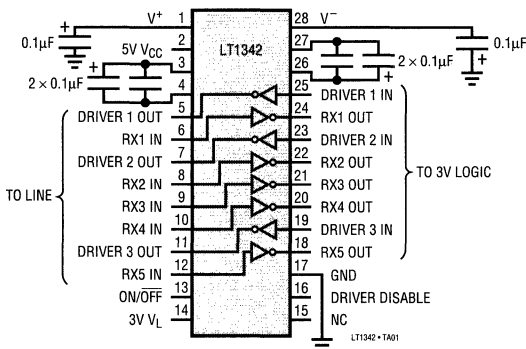 V+ 1 28 V−
0.1µF + LT1342 0.1µF +
5V VCC 2 27
+ 2 × 0.1µF 3 26 2 × 0.1µF +
4 25 DRIVER 1 IN
DRIVER 1 OUT 5 24 RX1 OUT
RX1 IN 6 23 DRIVER 2 IN
DRIVER 2 OUT 7 22 RX2 OUT
TO LINE RX2 IN 8 21 RX3 OUT TO 3V LOGIC
RX3 IN 9 20 RX4 OUT
RX4 IN 10 19 DRIVER 3 IN
DRIVER 3 OUT 11 18 RX5 OUT
RX5 IN 12 17 GND
ON/OFF 13 16 DRIVER DISABLE
3V VL 14 15 NC
LT1342 • TA01